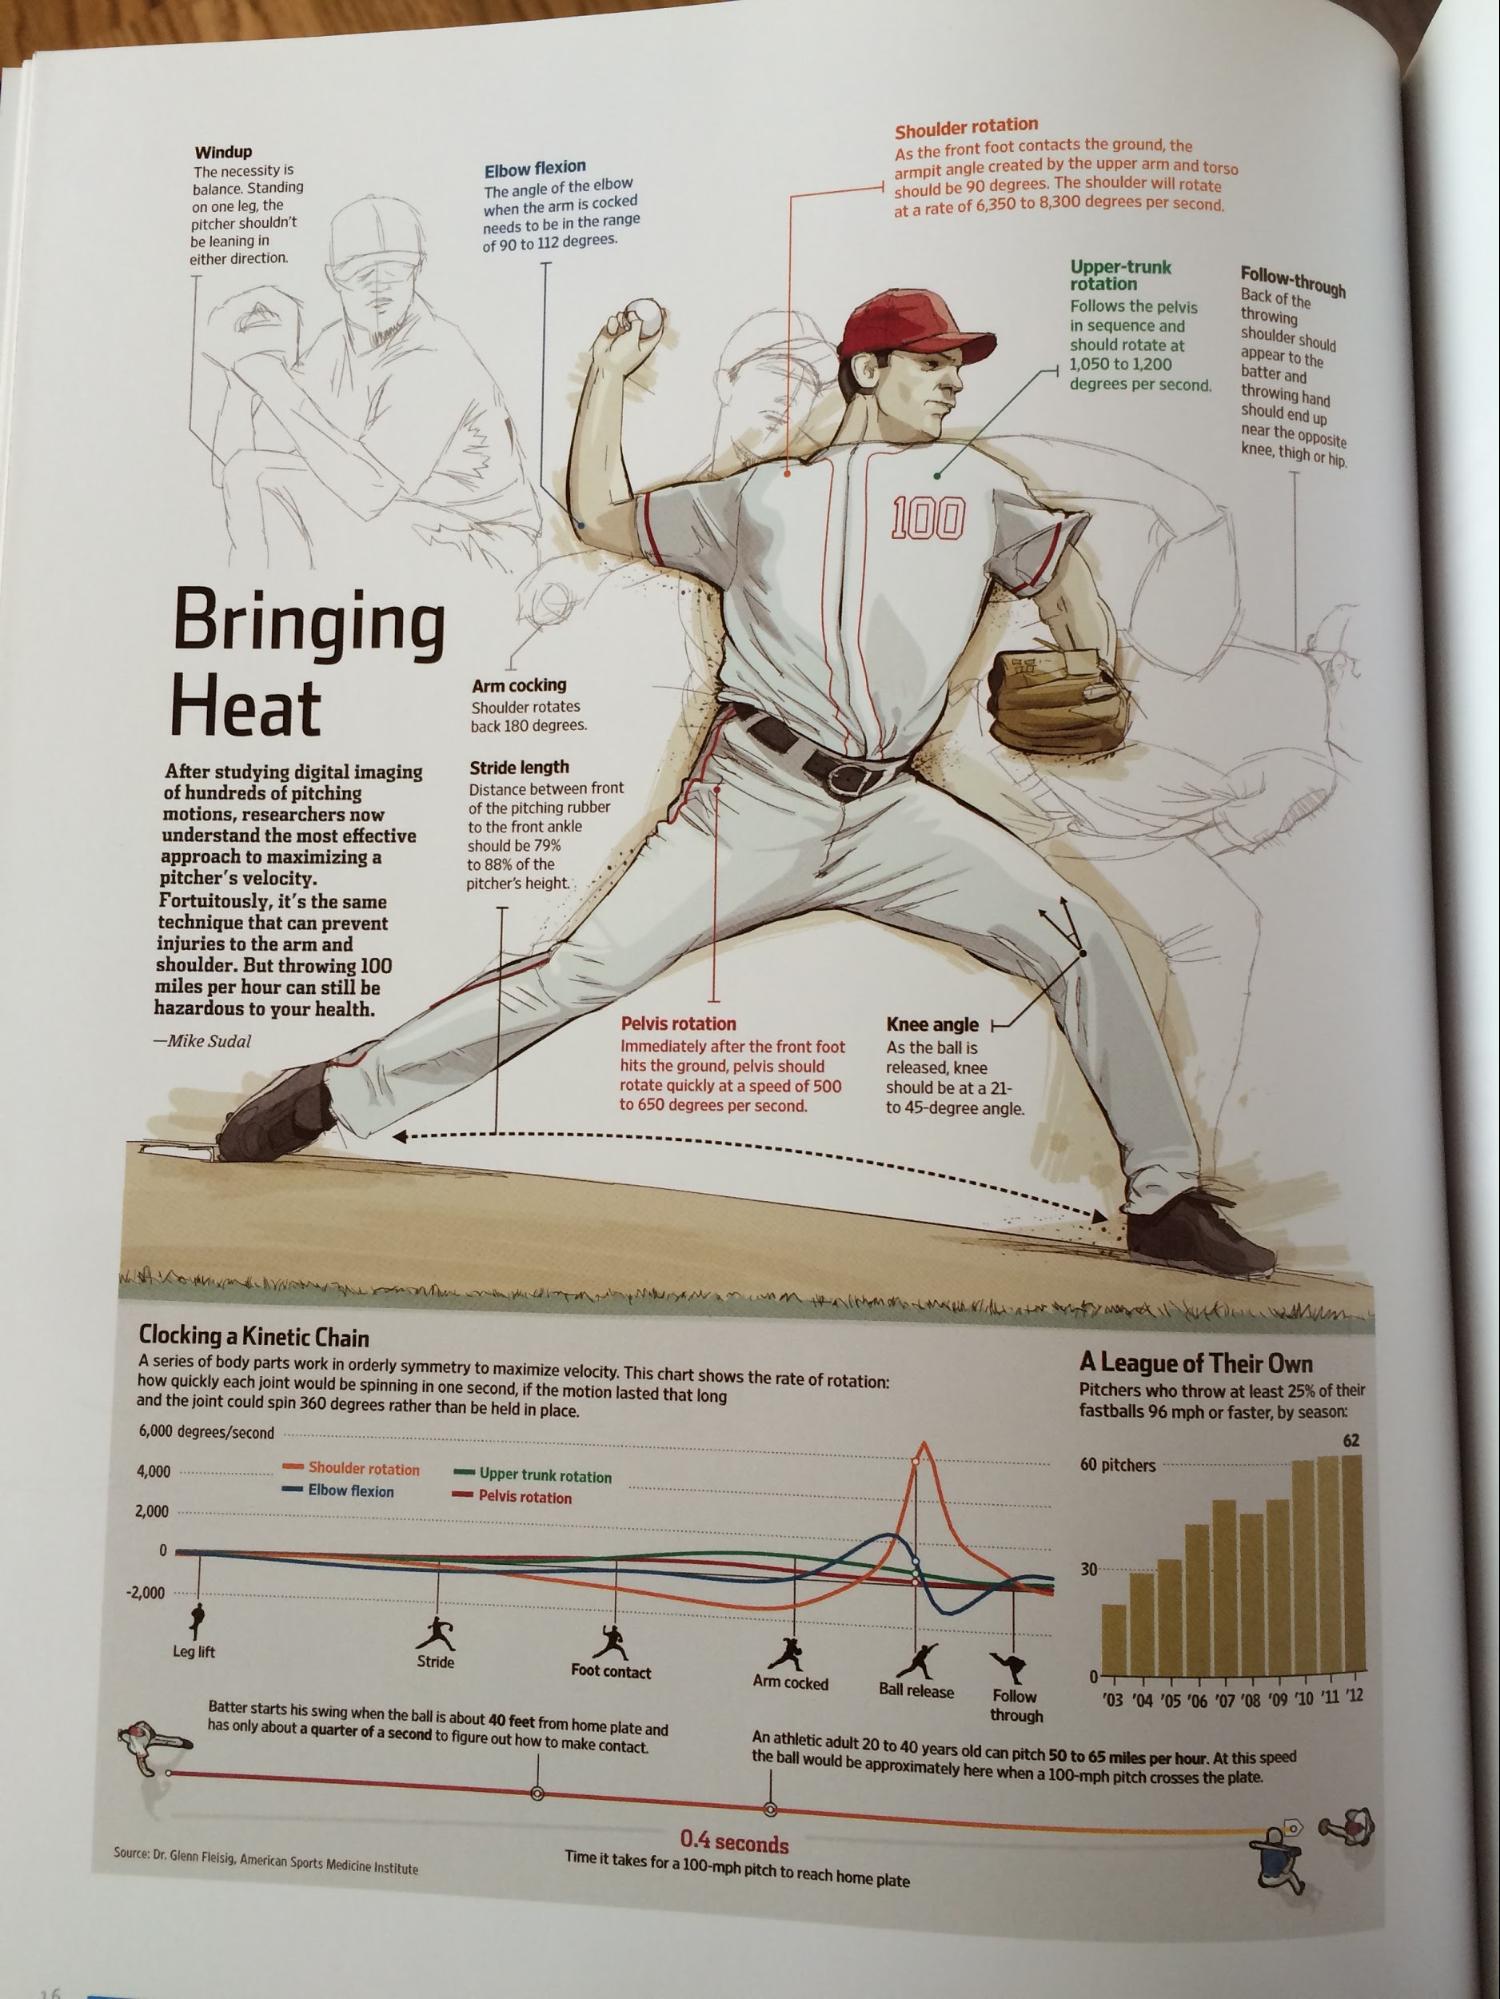 Windup
The necessity is
balance. Standing
on one leg, the
pitcher shouldn't
be leaning in
either direction.
Elbow flexion
The angle of the elbow
when the arm is cocked
needs to be in the range
of 90 to 112 degrees.
Shoulder rotation
As the front foot contacts the ground, the
armpit angle created by the upper arm and torso
should be 90 degrees. The shoulder will rotate
at a rate of 6,350 to 8,300 degrees per second.
Upper-trunk
rotation
Follows the pelvis
in sequence and
should rotate at
1,050 to 1,200
degrees per second.
Follow-through
Back of the
throwing
shoulder should
appear to the
batter and
throwing hand
should end up
near the opposite
knee, thigh or hip.
100
Bringing
Heat
After studying digital imaging
of hundreds of pitching
motions, researchers now
understand the most effective
approach to maximizing a
pitcher's velocity.
Fortuitously, it's the same
technique that can prevent
injuries to the arm and
shoulder. But throwing 100
miles per hour can still be
hazardous to your health.
—Mike Sudal
Arm cocking
Shoulder rotates
back 180 degrees.
Stride length
Distance between front
of the pitching rubber
to the front ankle
should be 79%
to 88% of the
pitcher's height.
Pelvis rotation
Immediately after the front foot
hits the ground, pelvis should
rotate quickly at a speed of 500
to 650 degrees per second.
Knee angle
As the ball is
released, knee
should be at a 21-
to 45-degree angle.
Clocking a Kinetic Chain
A series of body parts work in orderly symmetry to maximize velocity. This chart shows the rate of rotation:
how quickly each joint would be spinning in one second, if the motion lasted that long
and the joint could spin 360 degrees rather than be held in place.
6,000 degrees/second
4,000
2,000
0
-2,000
Shoulder rotation
Elbow flexion
Upper trunk rotation
Pelvis rotation
Leg lift
Stride
Foot contact
Arm cocked
Ball release
Follow
through
A League of Their Own
Pitchers who throw at least 25% of their
fastballs 96 mph or faster, by season:
62
60 pitchers
30
0
'03 '04 '05 '06 '07 '08 '09 '10 '11 '12
Batter starts his swing when the ball is about 40 feet from home plate and
has only about a quarter of a second to figure out how to make contact.
An athletic adult 20 to 40 years old can pitch 50 to 65 miles per hour. At this speed
the ball would be approximately here when a 100-mph pitch crosses the plate.
0.4 seconds
Time it takes for a 100-mph pitch to reach home plate
Source: Dr. Glenn Fleisig, American Sports Medicine Institute
16